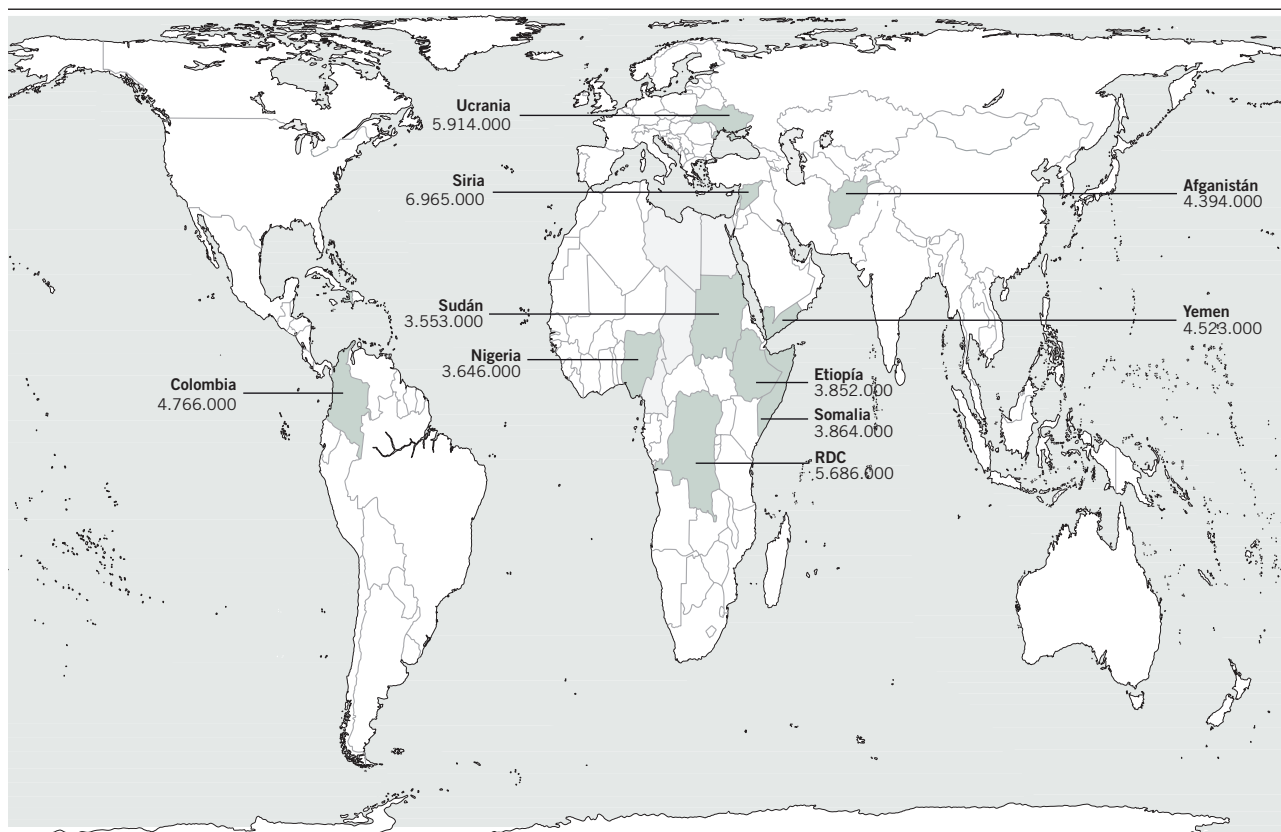 Ucrania
5.914.000
Siria
6.965.000
Afganistán
4.394.000
Sudán
3.553.000
Yemen
4.523.000
Nigeria
3.646.000
Etiopía
3.852.000
Colombia
4.766.000
Somalia
3.864.000
RDC
5.686.000